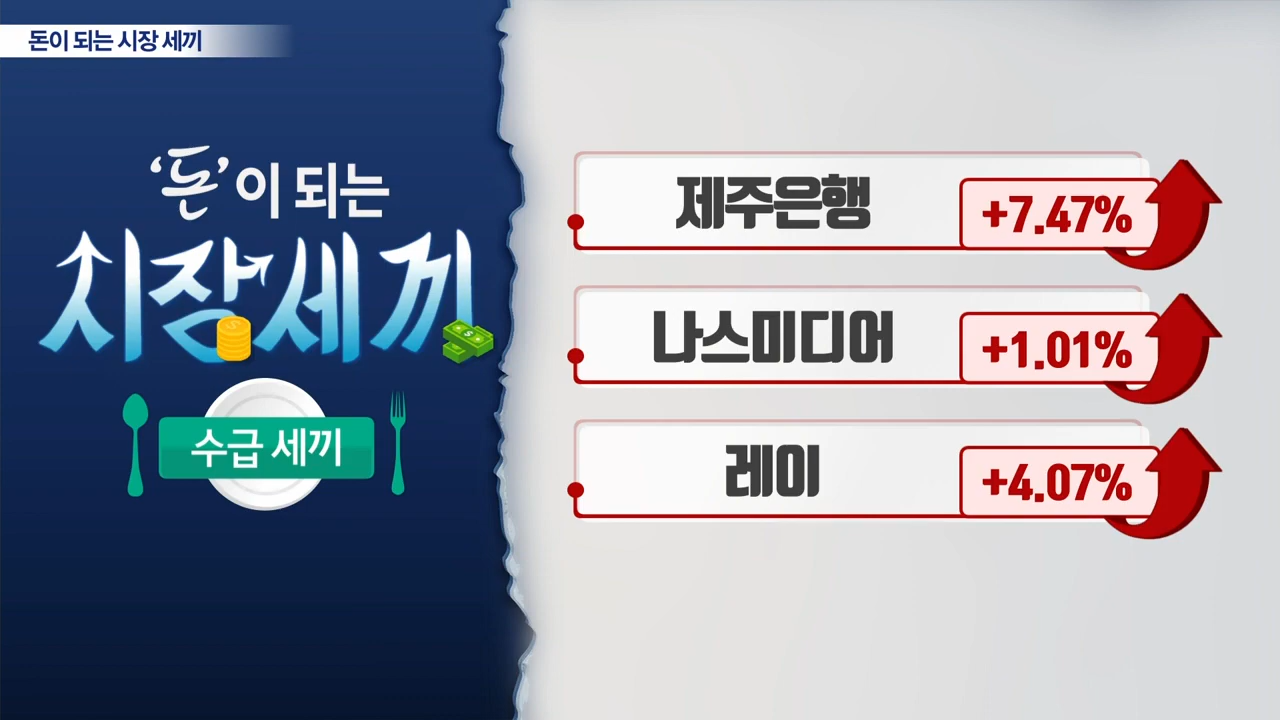 돈이 되는 시장 세끼
‘돈’이 되는
시장세끼
수급 세끼
제주은행 +7.47%
나스미디어 +1.01%
레이 +4.07%